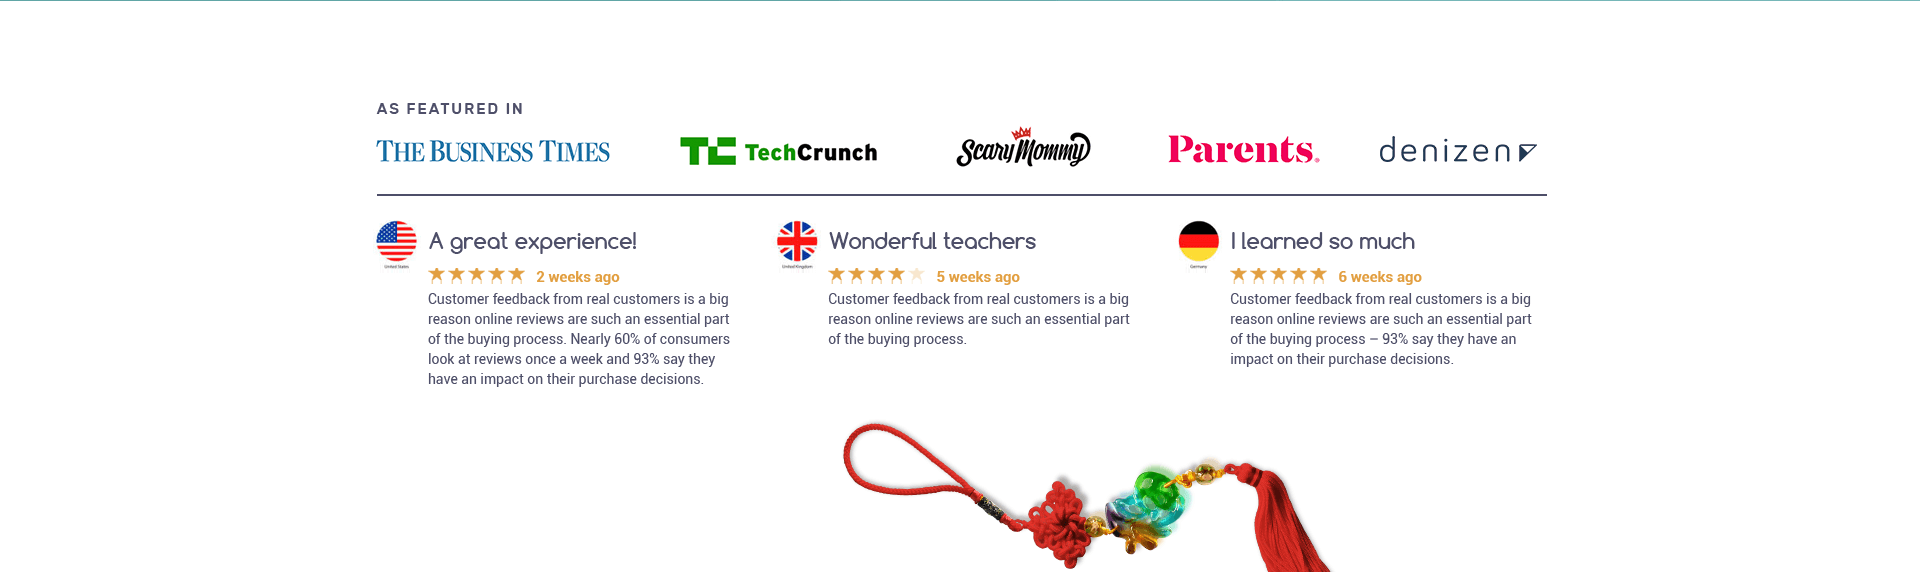 AS FEATURED IN
THE BUSINESS TIMES
TC TechCrunch
Scary Mommy
Parents.
denizen
United States
A great experience!
2 weeks ago
Customer feedback from real customers is a big
reason online reviews are such an essential part
of the buying process. Nearly 60% of consumers
look at reviews once a week and 93% say they
have an impact on their purchase decisions.
United Kingdom
Wonderful teachers
5 weeks ago
Customer feedback from real customers is a big
reason online reviews are such an essential part
of the buying process.
Germany
I learned so much
6 weeks ago
Customer feedback from real customers is a big
reason online reviews are such an essential part
of the buying process – 93% say they have an
impact on their purchase decisions.